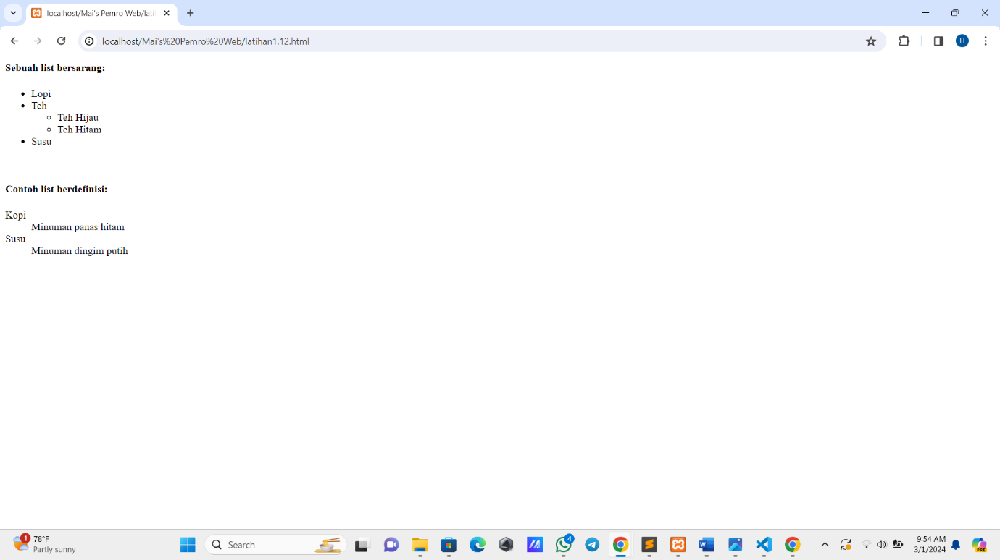 localhost/Mai's Pemro Web/lati
localhost/Mai's%20Pemro%20Web/latihan1.12.html
H
Sebuah list bersarang:
Lopi
Teh
Teh Hijau
Teh Hitam
Susu
Contoh list berdefinisi:
Kopi
Minuman panas hitam
Susu
Minuman dingim putih
1
78°F
Partly sunny
Search
4
W
PRE
9:54 AM
3/1/2024